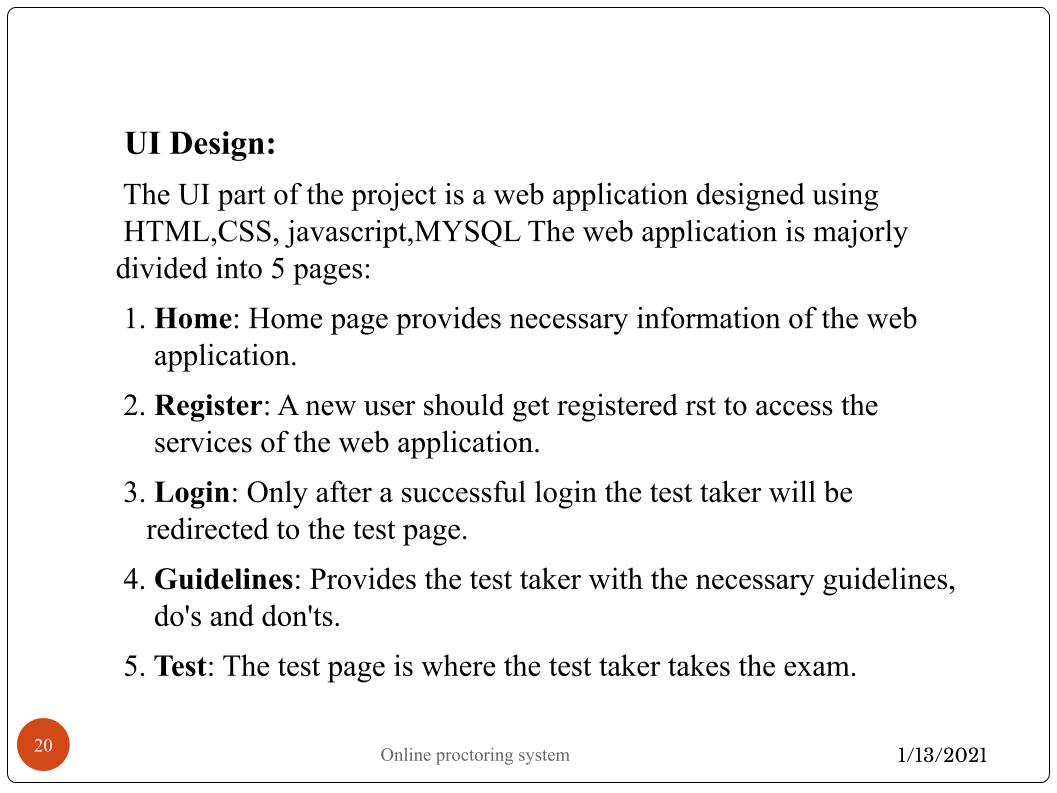 UI Design:
The UI part of the project is a web application designed using
HTML,CSS, javascript,MYSQL The web application is majorly
divided into 5 pages:
1. Home: Home page provides necessary information of the web
application.
2. Register: A new user should get registered rst to access the
services of the web application.
3. Login: Only after a successful login the test taker will be
redirected to the test page.
4. Guidelines: Provides the test taker with the necessary guidelines,
do's and don'ts.
5. Test: The test page is where the test taker takes the exam.
20
Online proctoring system
1/13/2021